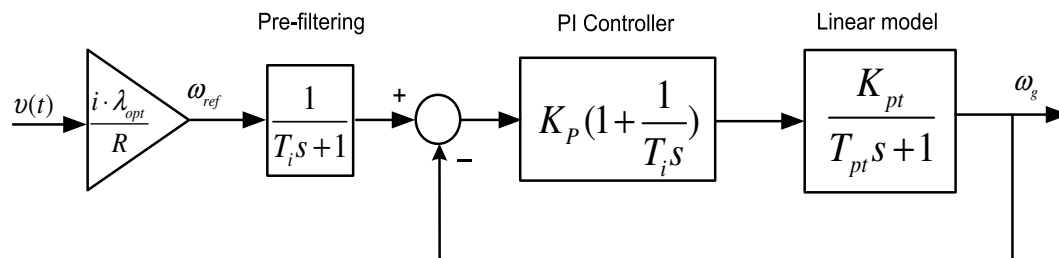 Pre-filtering
PI Controller
Linear model
υ(t)
i · λ_opt / R
ω_ref
1 / (T_i s + 1)
+
−
K_P(1 + 1 / (T_i s))
K_pt / (T_pt s + 1)
ω_g